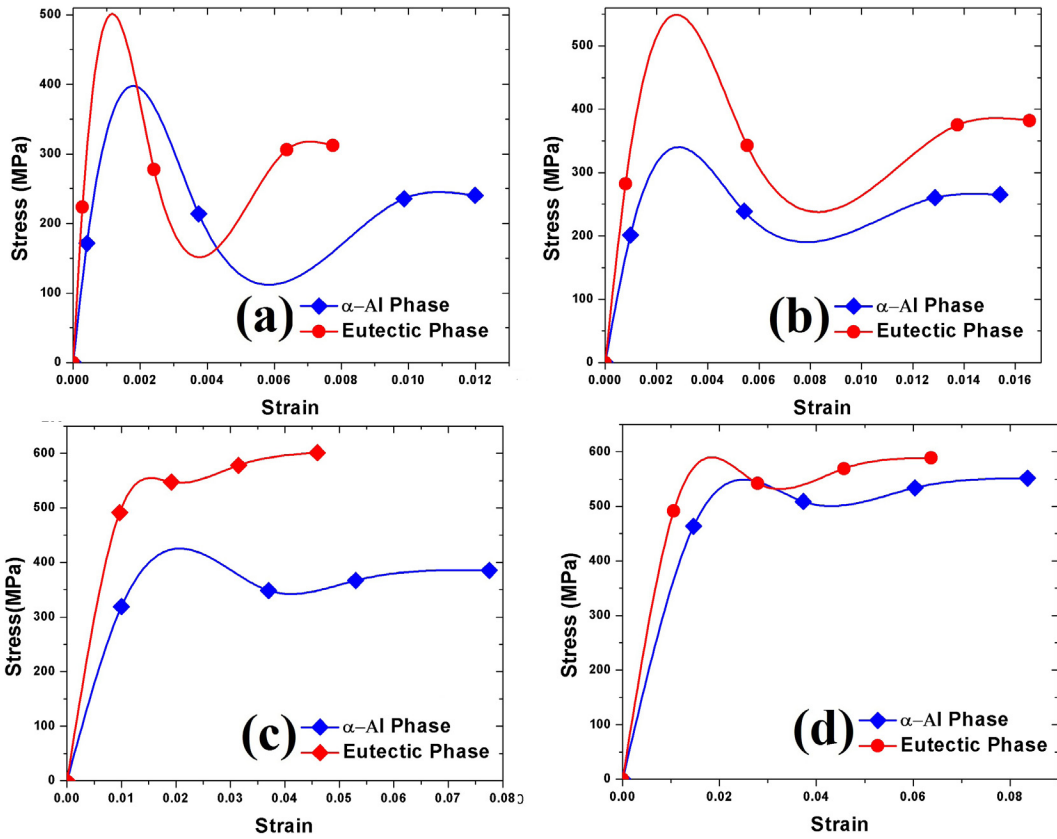 500
400
300
200
100
0
Stress (MPa)
0.000 0.002 0.004 0.006 0.008 0.010 0.012
Strain
(a)
α–Al Phase
Eutectic Phase
500
400
300
200
100
0
Stress (MPa)
0.000 0.002 0.004 0.006 0.008 0.010 0.012 0.014 0.016
Strain
(b)
α–Al Phase
Eutectic Phase
600
500
400
300
200
100
0
Stress(MPa)
0.00 0.01 0.02 0.03 0.04 0.05 0.06 0.07 0.08
Strain
(c)
α–Al Phase
Eutectic Phase
600
500
400
300
200
100
0
Stress (MPa)
0.00 0.02 0.04 0.06 0.08
Strain
(d)
α–Al Phase
Eutectic Phase